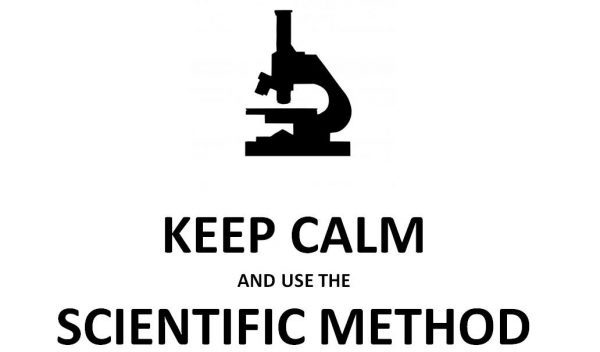 KEEP CALM
AND USE THE
SCIENTIFIC METHOD